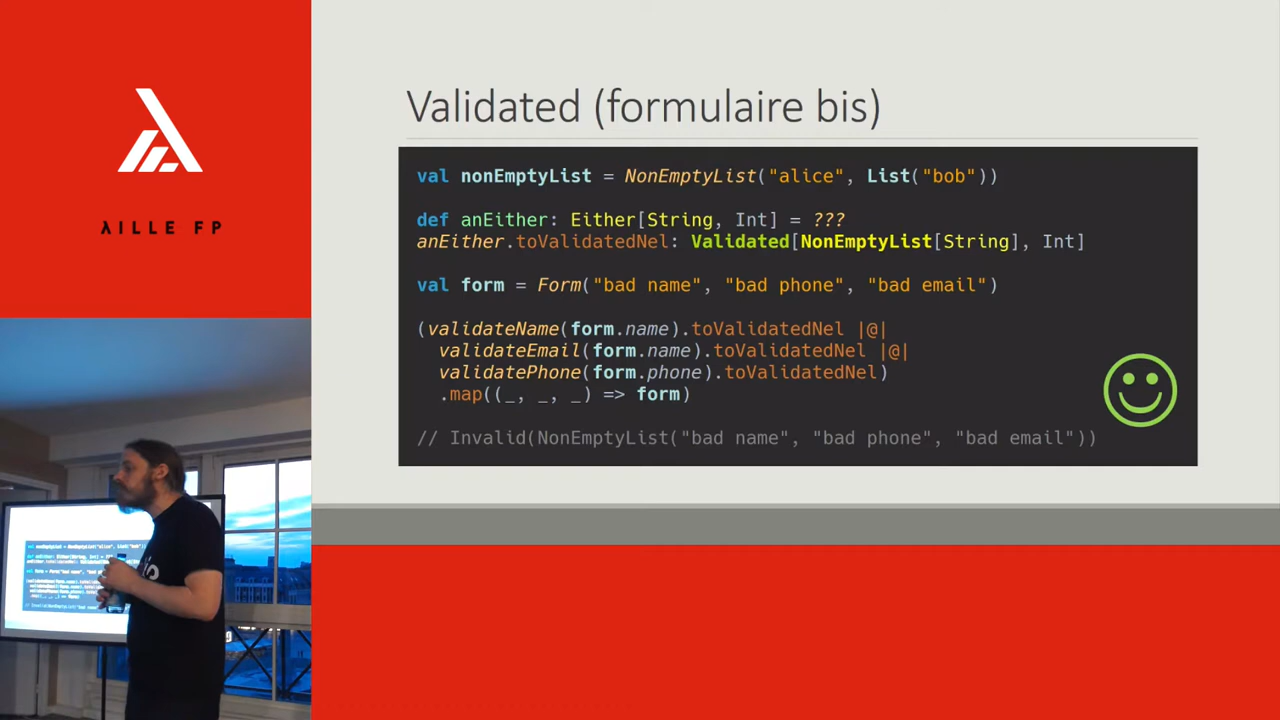 λILLE FP
Validated (formulaire bis)
val nonEmptyList = NonEmptyList("alice", List("bob"))
def anEither: Either[String, Int] = ???
anEither.toValidatedNel: Validated[NonEmptyList[String], Int]
val form = Form("bad name", "bad phone", "bad email")
(validateName(form.name).toValidatedNel |@|
validateEmail(form.name).toValidatedNel |@|
validatePhone(form.phone).toValidatedNel)
.map((_, _, _) => form)
// Invalid(NonEmptyList("bad name", "bad phone", "bad email"))